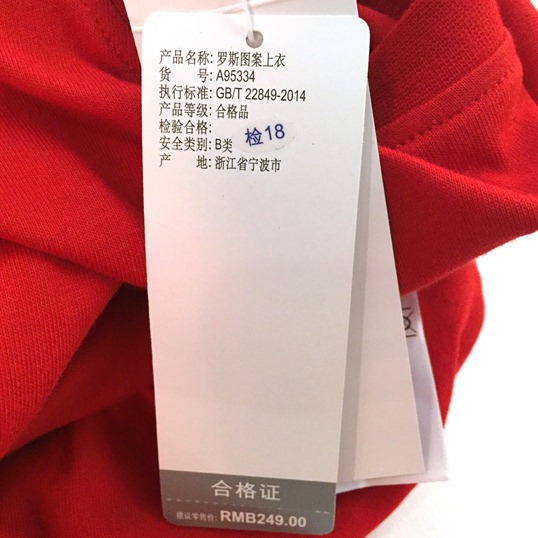 产品名称: 罗斯图案上衣
货 号: A95334
执行标准: GB/T 22849-2014
产品等级: 合格品
检验合格: 检18
安全类别: B类
产 地: 浙江省宁波市
合格证
建议零售价: RMB249.00